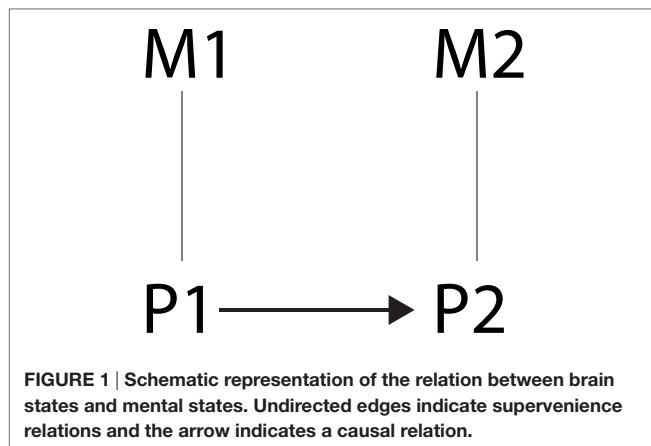 M1 M2
P1 P2
FIGURE 1 | Schematic representation of the relation between brain
states and mental states. Undirected edges indicate supervenience
relations and the arrow indicates a causal relation.